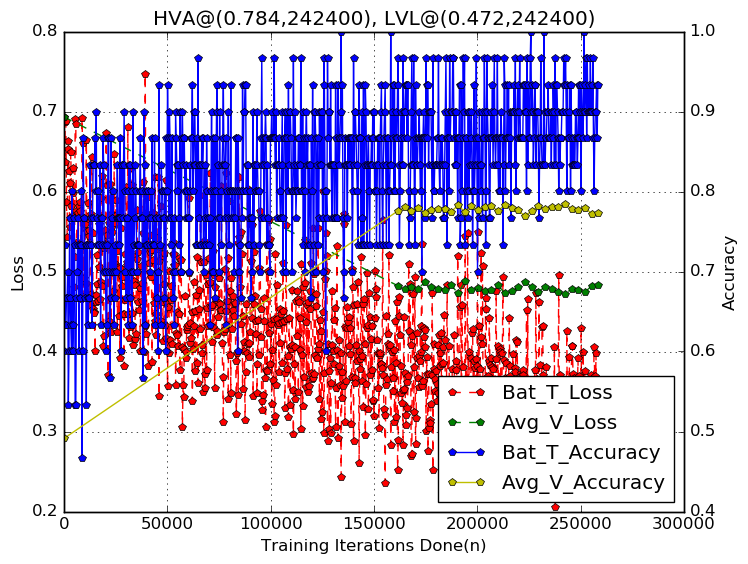 HVA@(0.784,242400), LVL@(0.472,242400)
0.8
0.7
0.6
0.5
0.4
0.3
0.2
Loss
1.0
0.9
0.8
0.7
0.6
0.5
0.4
Accuracy
Bat_T_Loss
Avg_V_Loss
Bat_T_Accuracy
Avg_V_Accuracy
0 50000 100000 150000 200000 250000 300000
Training Iterations Done(n)